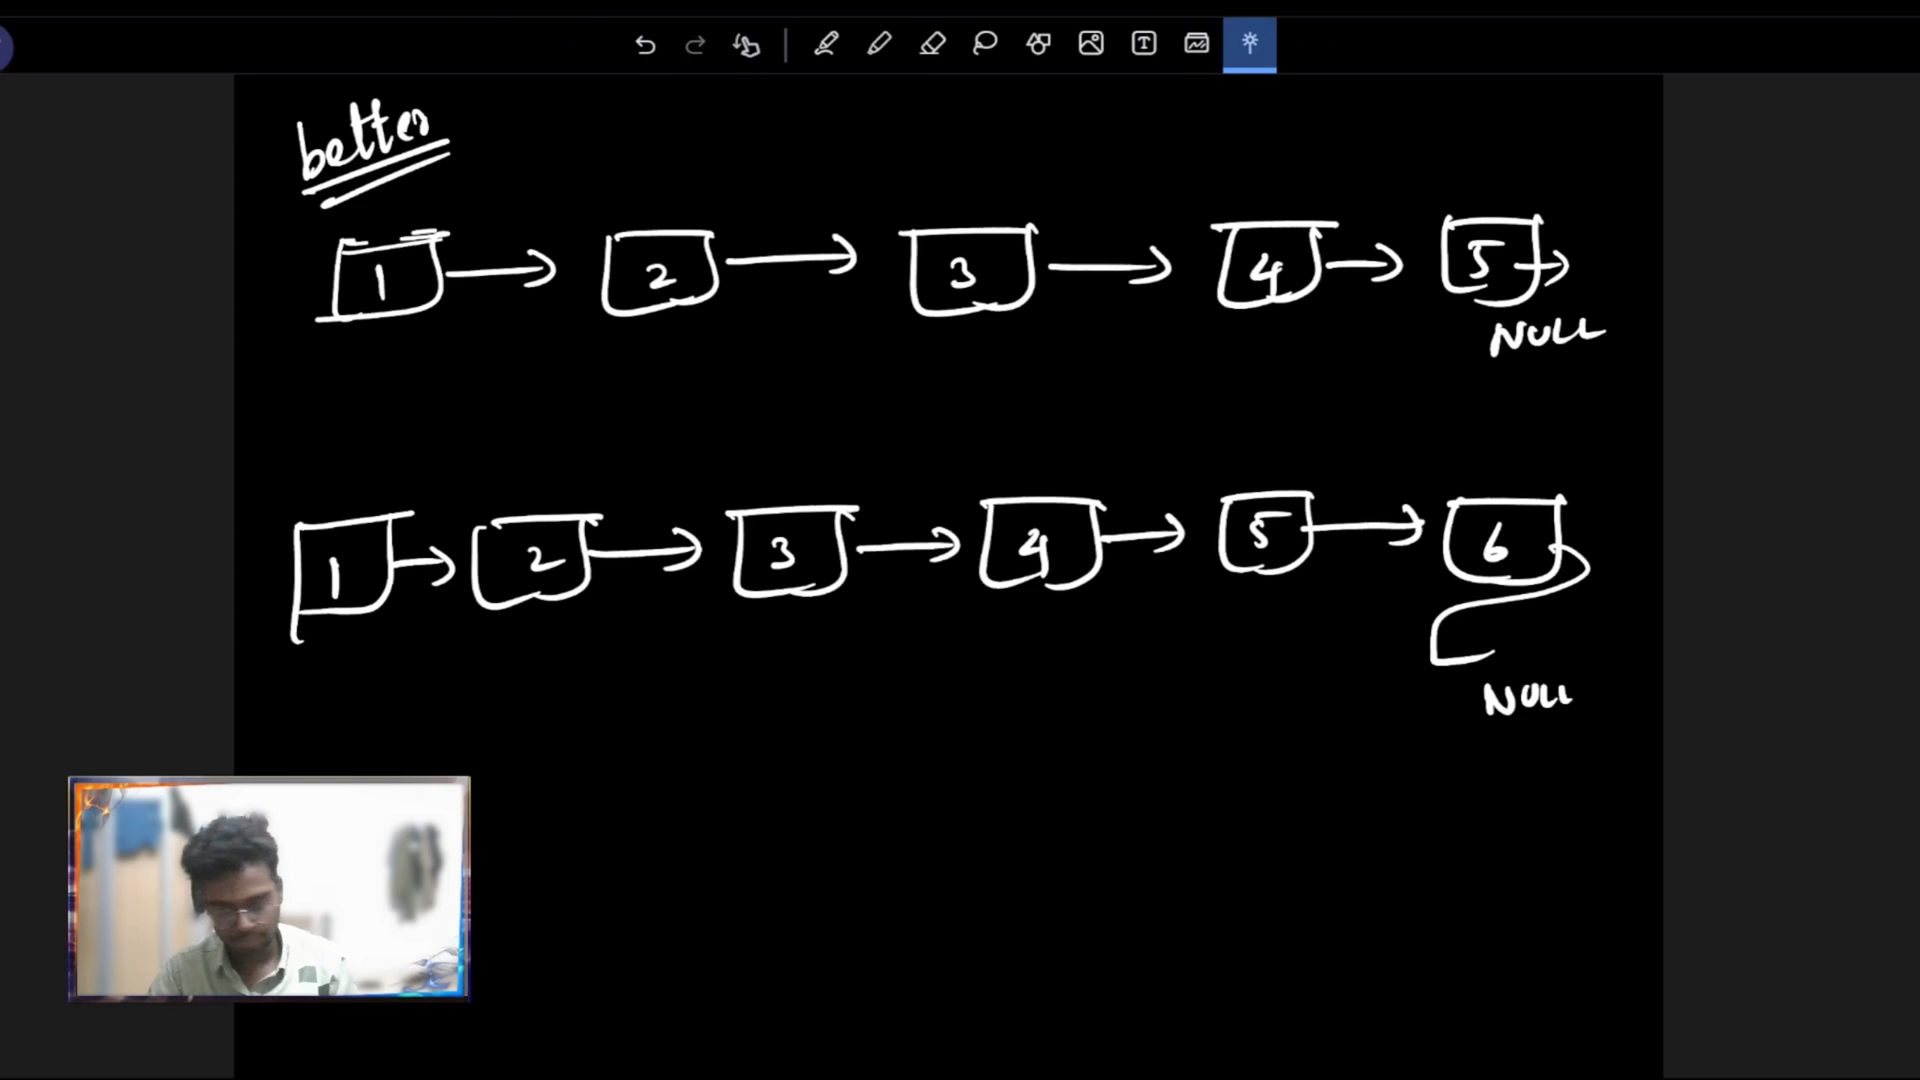 better
1 → 2 → 3 → 4 → 5 →
NULL
1 → 2 → 3 → 4 → 5 → 6
NULL